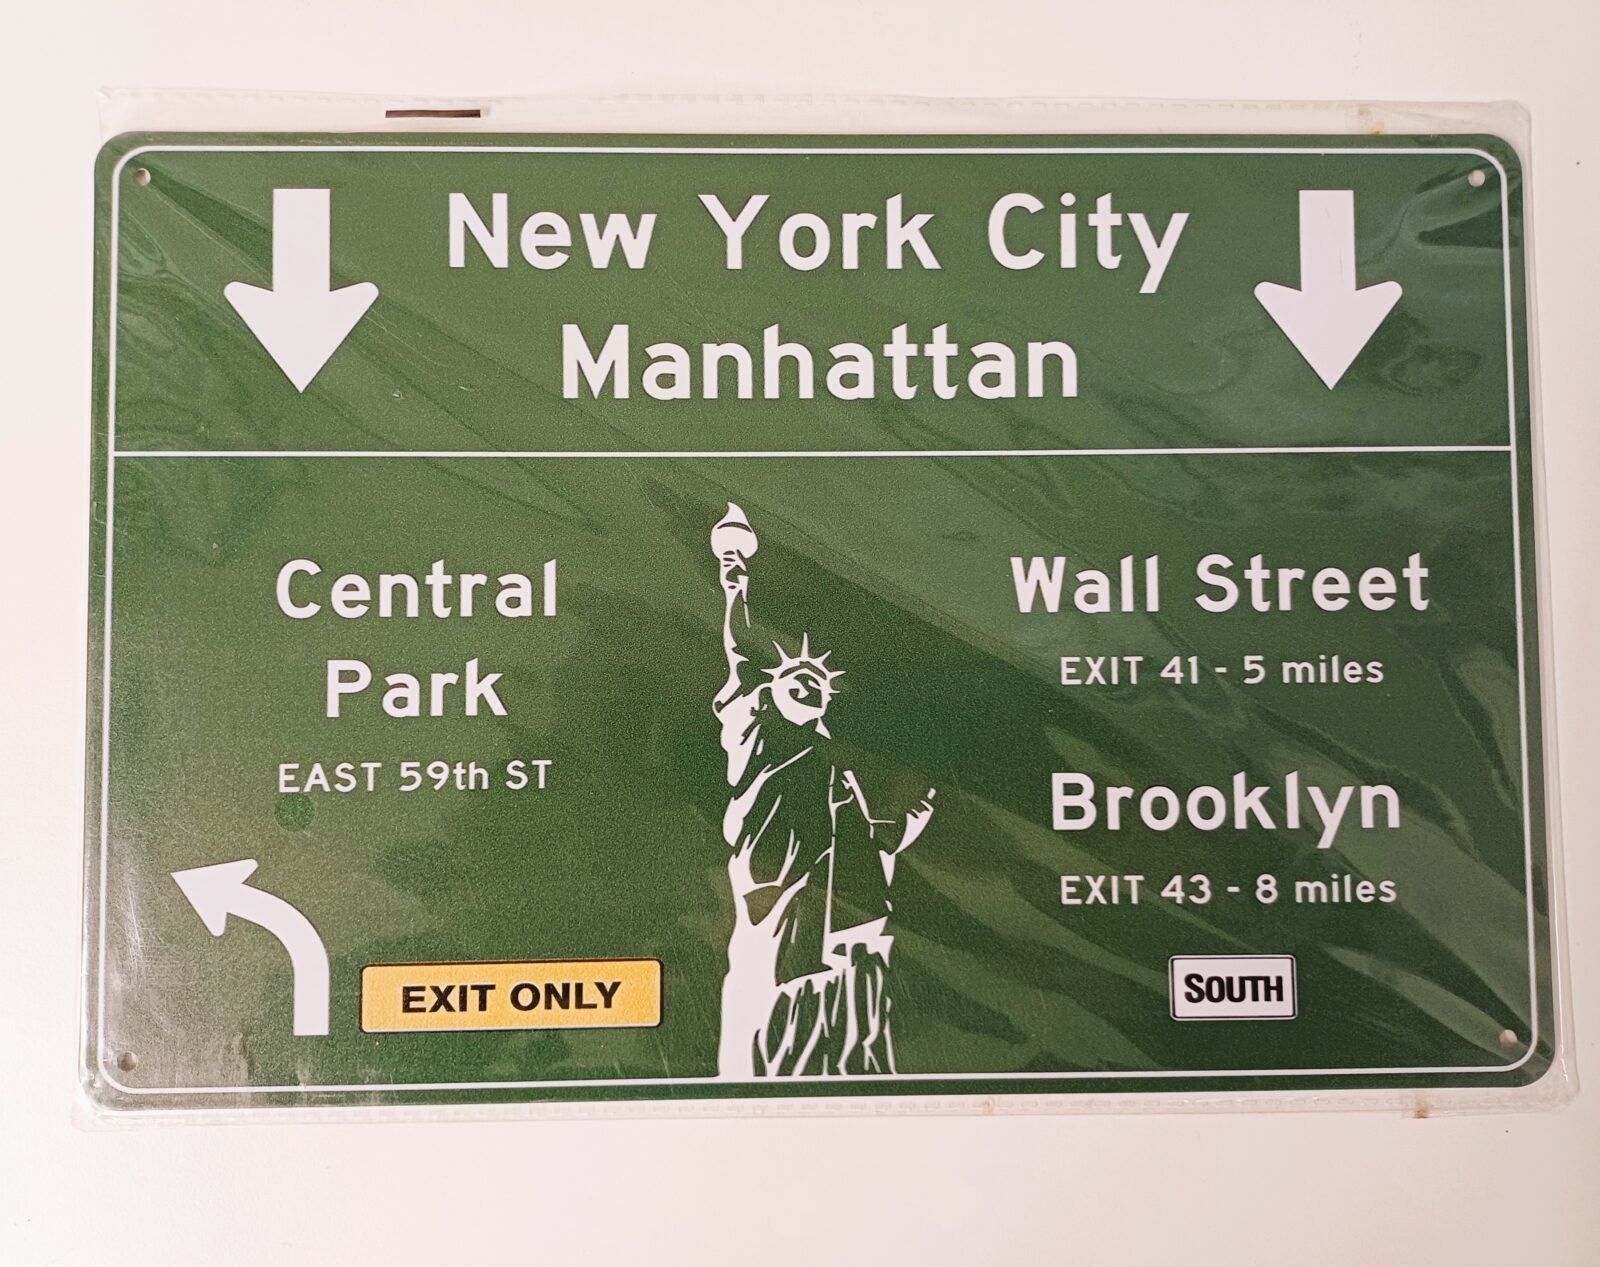 New York City
Manhattan
Central
Park
EAST 59th ST
EXIT ONLY
Wall Street
EXIT 41 - 5 miles
Brooklyn
EXIT 43 - 8 miles
SOUTH